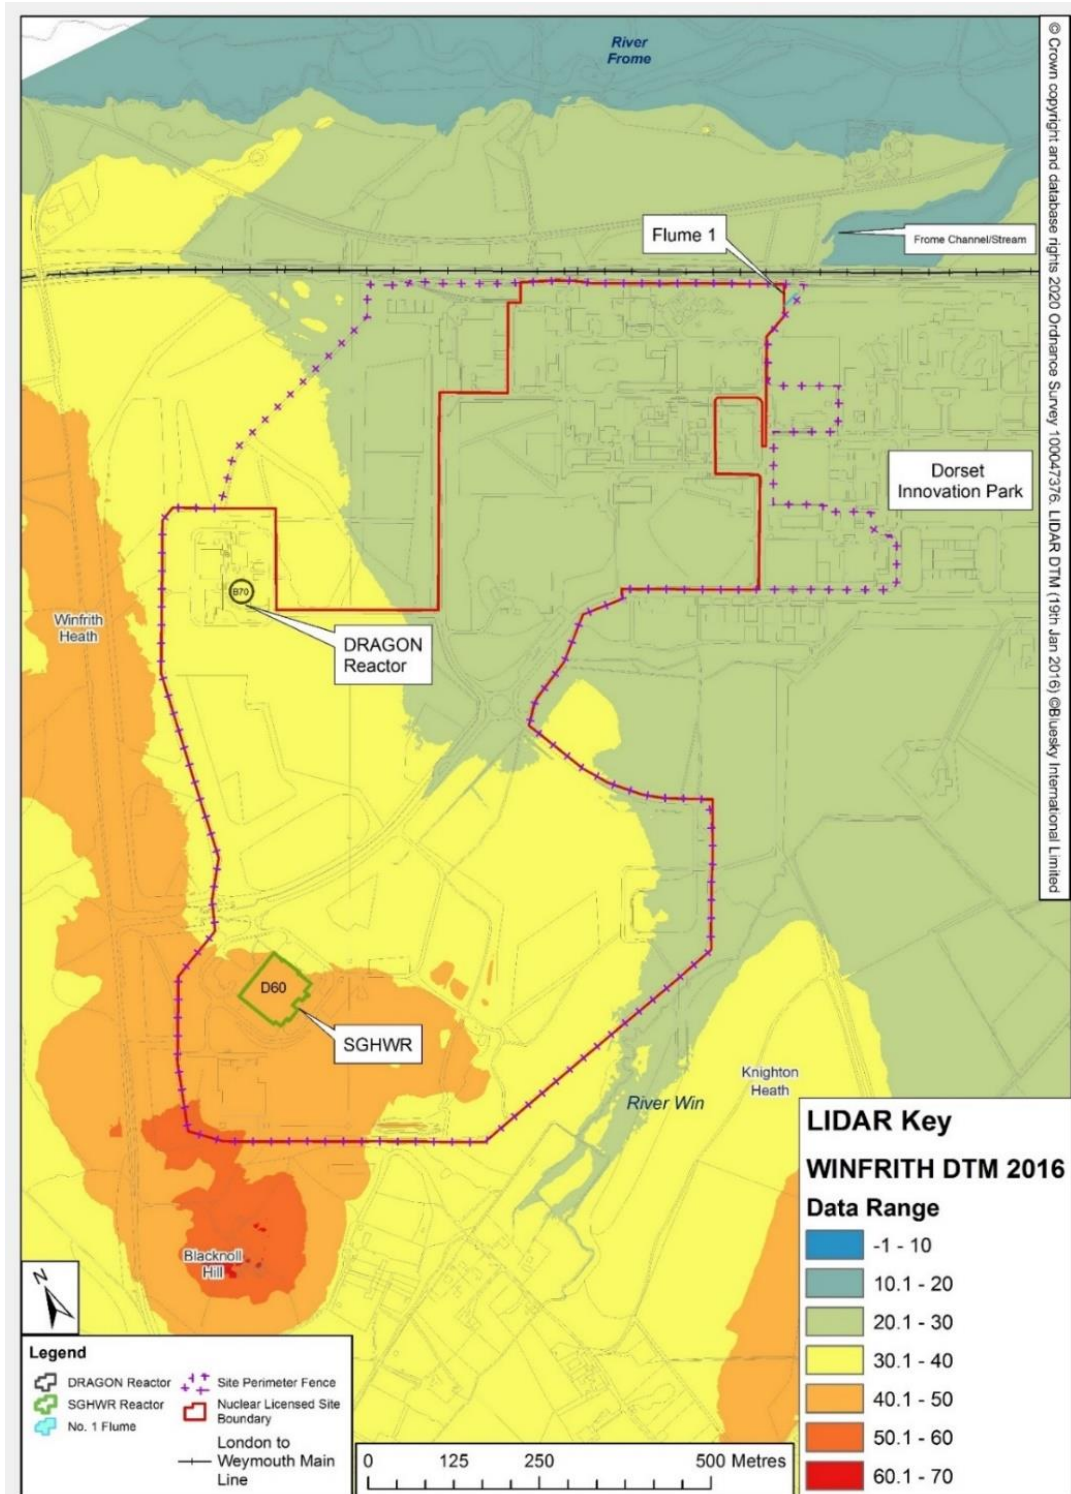 River
Frome
Flume 1
Frome Channel/Stream
Dorset
Innovation Park
B70
DRAGON
Reactor
Winfrith
Heath
D60
SGHWR
Knighton
Heath
River Win
Blacknoll
Hill
© Crown copyright and database rights 2020 Ordnance Survey 100047376. LIDAR DTM (19th Jan 2016) ©Bluesky International Limited
N
Legend
DRAGON Reactor
SGHWR Reactor
No. 1 Flume
Site Perimeter Fence
Nuclear Licensed Site
Boundary
London to
Weymouth Main
Line
0 125 250 500 Metres
LIDAR Key
WINFRITH DTM 2016
Data Range
-1 - 10
10.1 - 20
20.1 - 30
30.1 - 40
40.1 - 50
50.1 - 60
60.1 - 70